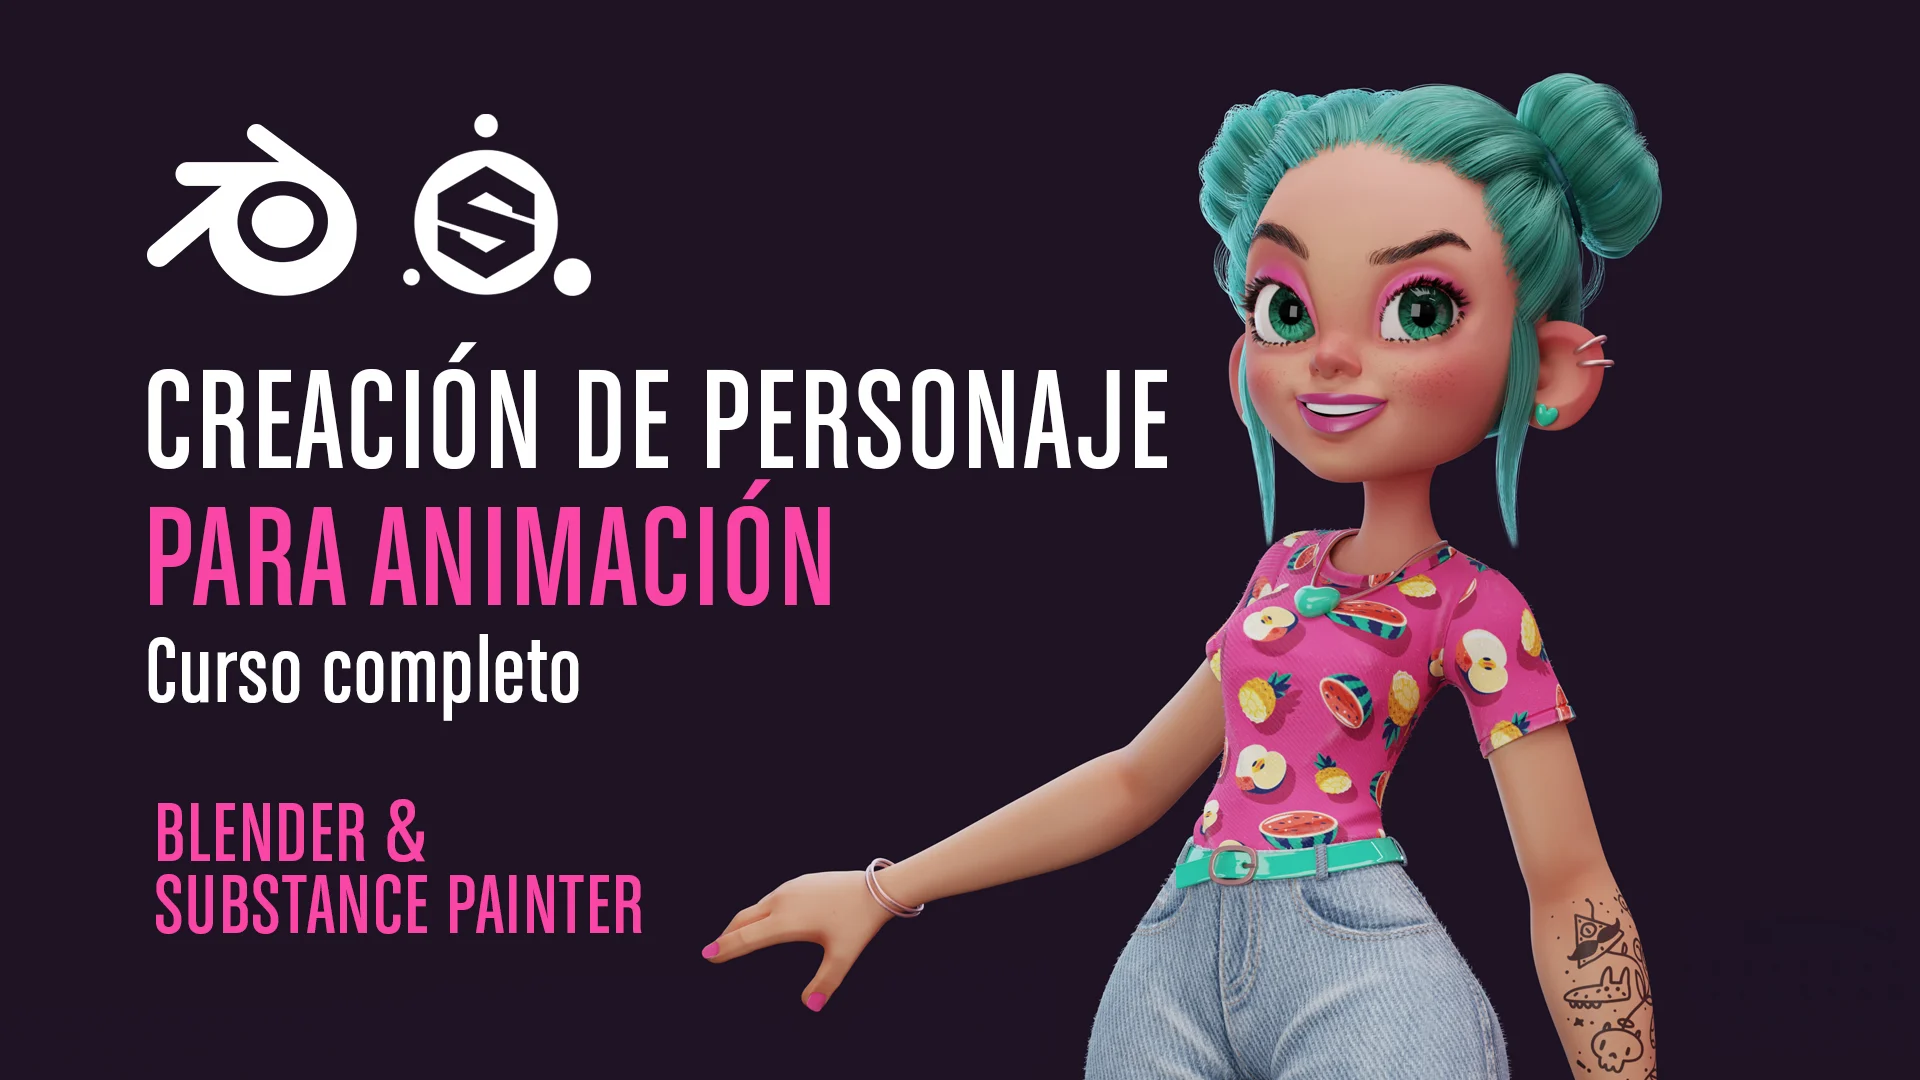 CREACIÓN DE PERSONAJE
PARA ANIMACIÓN
Curso completo
BLENDER &
SUBSTANCE PAINTER